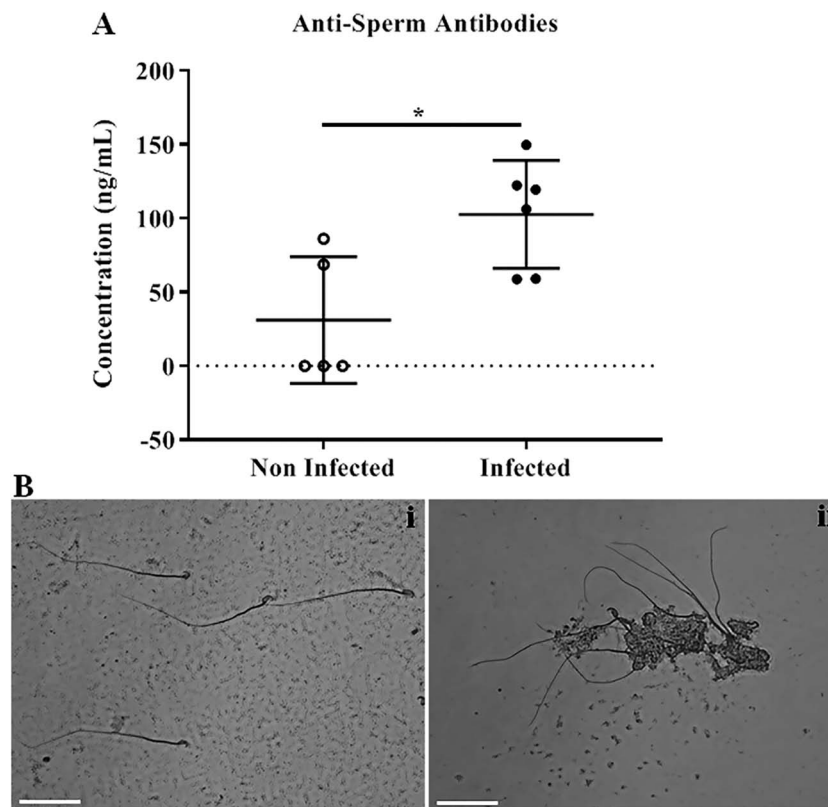 A
Anti-Sperm Antibodies
Concentration (ng/mL)
200
150
100
50
0
-50
*
Non Infected
Infected
B
i
ii